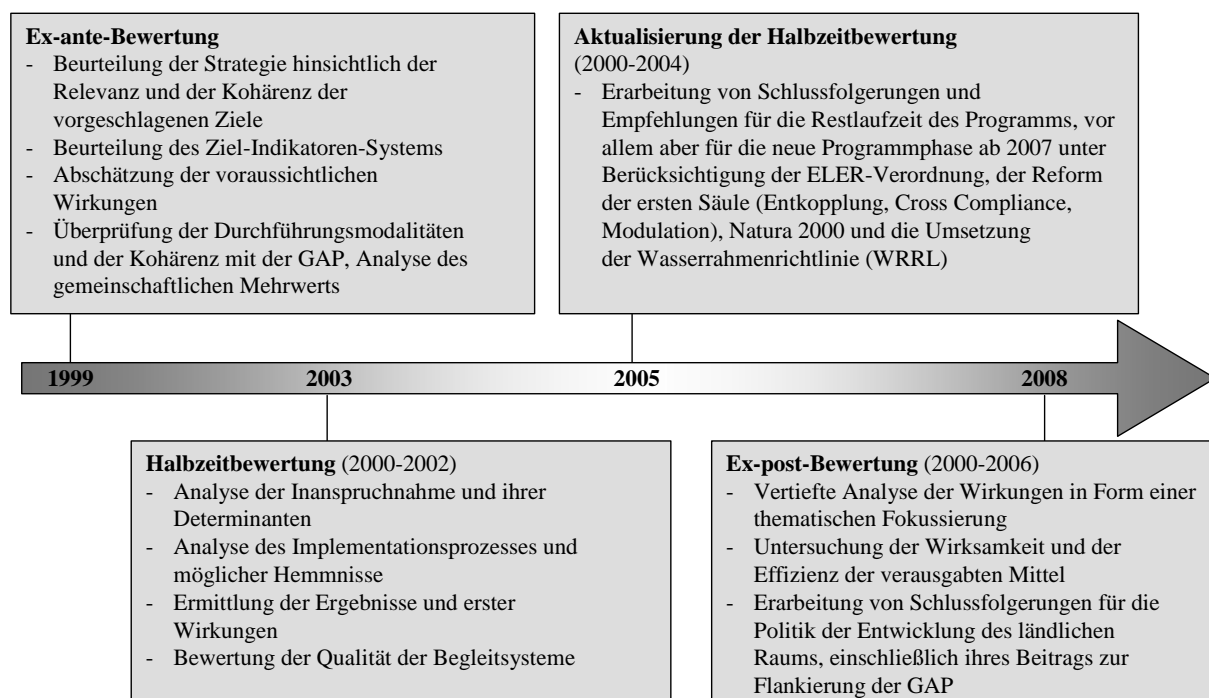 Ex-ante-Bewertung
- Beurteilung der Strategie hinsichtlich der
Relevanz und der Kohärenz der
vorgeschlagenen Ziele
- Beurteilung des Ziel-Indikatoren-Systems
- Abschätzung der voraussichtlichen
Wirkungen
- Überprüfung der Durchführungsmodalitäten
und der Kohärenz mit der GAP, Analyse des
gemeinschaftlichen Mehrwerts
Aktualisierung der Halbzeitbewertung
(2000-2004)
- Erarbeitung von Schlussfolgerungen und
Empfehlungen für die Restlaufzeit des Programms, vor
allem aber für die neue Programmphase ab 2007 unter
Berücksichtigung der ELER-Verordnung, der Reform
der ersten Säule (Entkopplung, Cross Compliance,
Modulation), Natura 2000 und die Umsetzung
der Wasserrahmenrichtlinie (WRRL)
1999 2003 2005 2008
Halbzeitbewertung (2000-2002)
- Analyse der Inanspruchnahme und ihrer
Determinanten
- Analyse des Implementationsprozesses und
möglicher Hemmnisse
- Ermittlung der Ergebnisse und erster
Wirkungen
- Bewertung der Qualität der Begleitsysteme
Ex-post-Bewertung (2000-2006)
- Vertiefte Analyse der Wirkungen in Form einer
thematischen Fokussierung
- Untersuchung der Wirksamkeit und der
Effizienz der verausgabten Mittel
- Erarbeitung von Schlussfolgerungen für die
Politik der Entwicklung des ländlichen
Raums, einschließlich ihres Beitrags zur
Flankierung der GAP